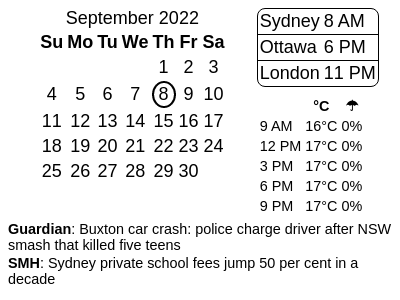 September 2022
Su Mo Tu We Th Fr Sa
1 2 3
4 5 6 7 8 9 10
11 12 13 14 15 16 17
18 19 20 21 22 23 24
25 26 27 28 29 30
Sydney 8 AM
Ottawa 6 PM
London 11 PM
°C ☂
9 AM 16°C 0%
12 PM 17°C 0%
3 PM 17°C 0%
6 PM 17°C 0%
9 PM 17°C 0%
Guardian: Buxton car crash: police charge driver after NSW
smash that killed five teens
SMH: Sydney private school fees jump 50 per cent in a
decade